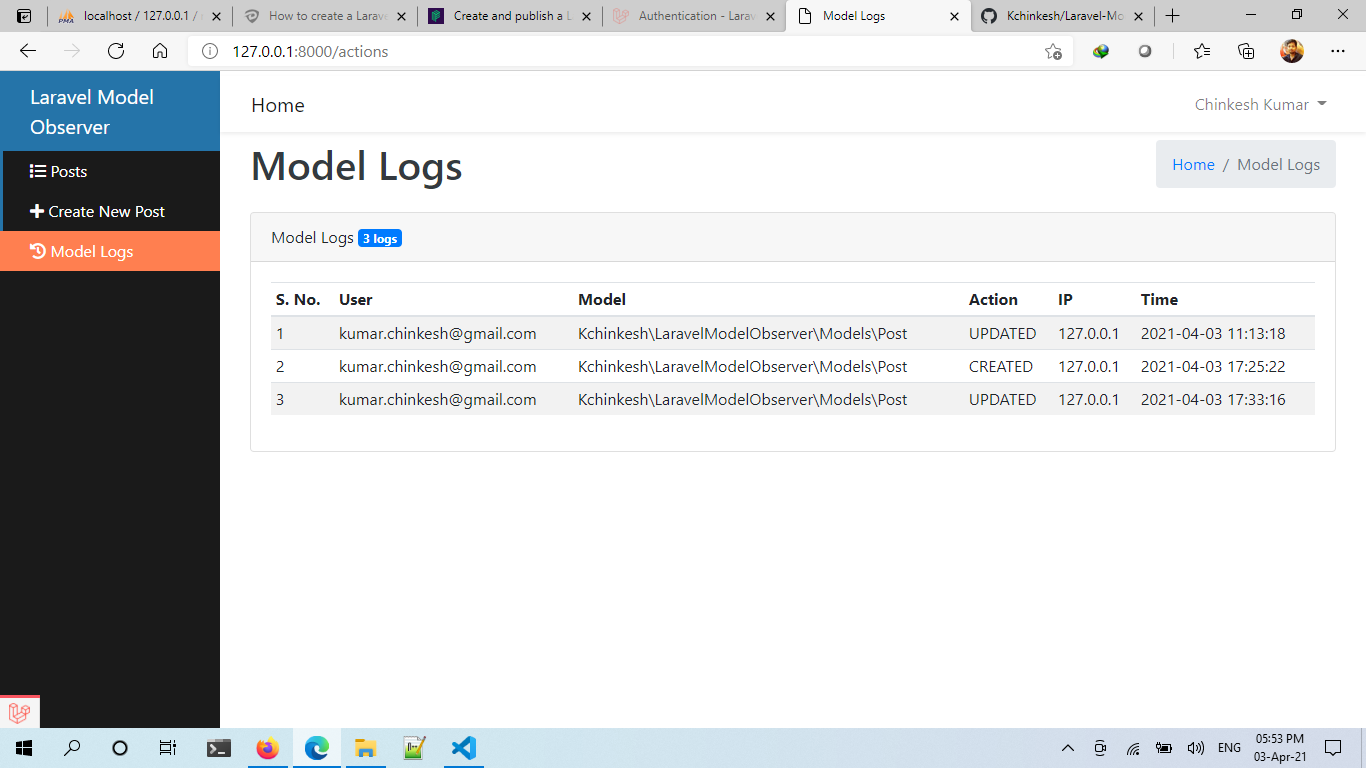 localhost / 127.0.0.1 /
How to create a Larave
Create and publish a L
Authentication - Larav
Model Logs
Kchinkesh/Laravel-Mo
127.0.0.1:8000/actions
Laravel Model
Observer
Home
Chinkesh Kumar
Posts
Create New Post
Model Logs
Model Logs
Home / Model Logs
Model Logs 3 logs
S. No. User Model Action IP Time
1 kumar.chinkesh@gmail.com Kchinkesh\LaravelModelObserver\Models\Post UPDATED 127.0.0.1 2021-04-03 11:13:18
2 kumar.chinkesh@gmail.com Kchinkesh\LaravelModelObserver\Models\Post CREATED 127.0.0.1 2021-04-03 17:25:22
3 kumar.chinkesh@gmail.com Kchinkesh\LaravelModelObserver\Models\Post UPDATED 127.0.0.1 2021-04-03 17:33:16
ENG
05:53 PM
03-Apr-21